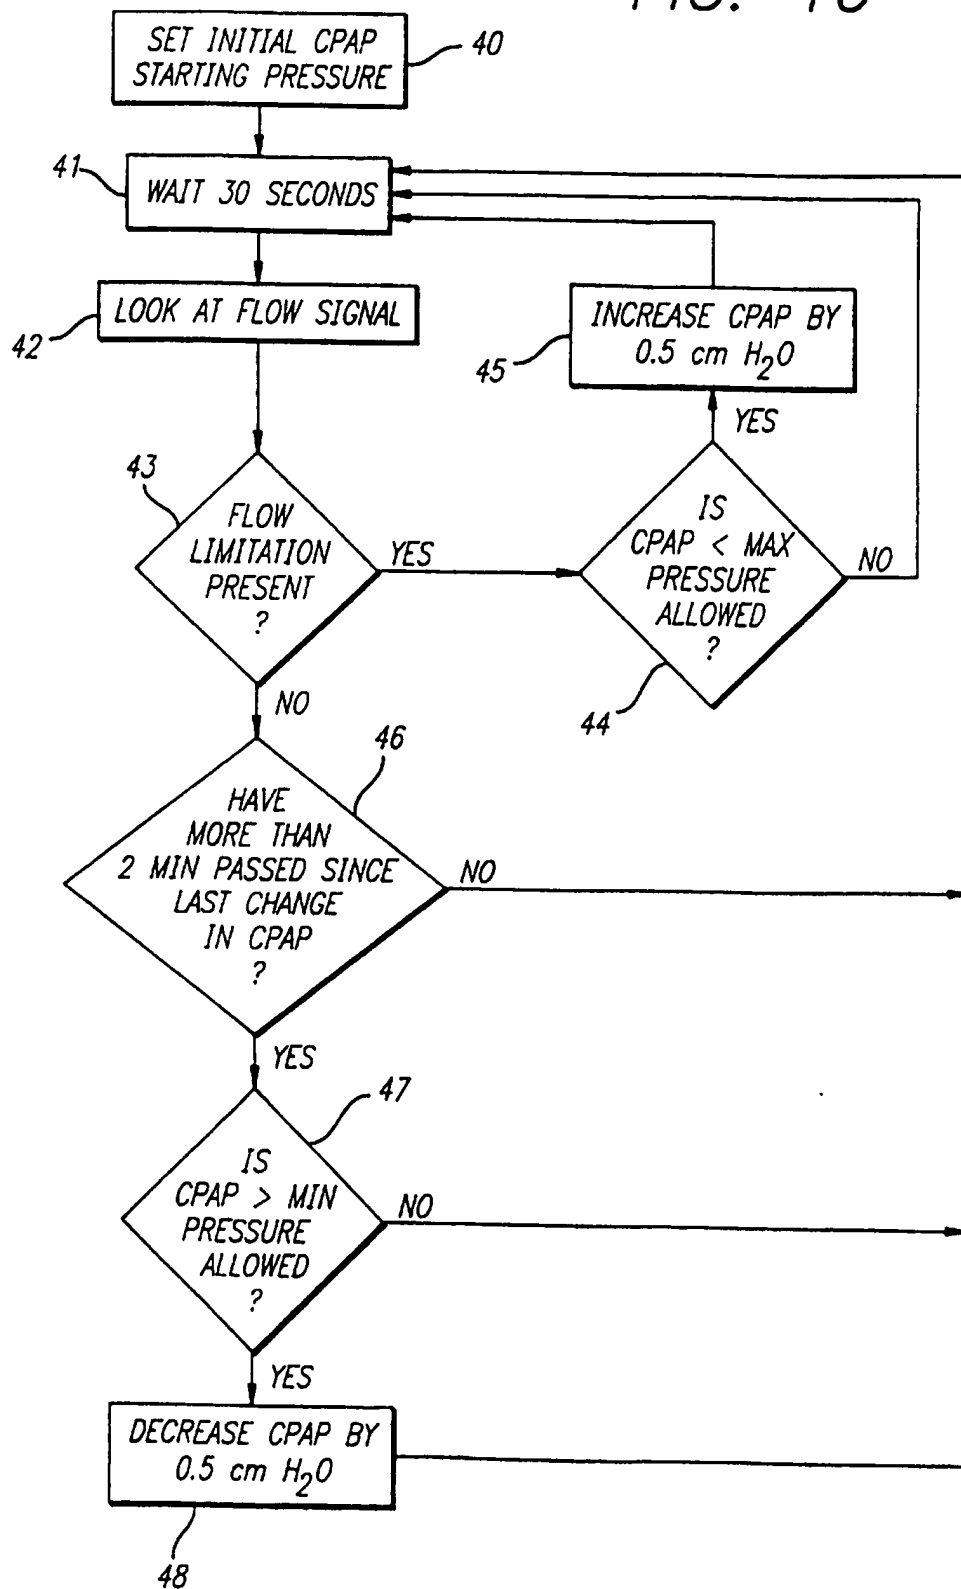 SET INITIAL CPAP
STARTING PRESSURE
40
41
WAIT 30 SECONDS
LOOK AT FLOW SIGNAL
42
INCREASE CPAP BY
0.5 cm H₂O
45
YES
43
FLOW
LIMITATION
PRESENT
?
YES
IS
CPAP < MAX
PRESSURE
ALLOWED
?
NO
44
NO
46
HAVE
MORE THAN
2 MIN PASSED SINCE
LAST CHANGE
IN CPAP
?
NO
YES
47
IS
CPAP > MIN
PRESSURE
ALLOWED
?
NO
YES
DECREASE CPAP BY
0.5 cm H₂O
48